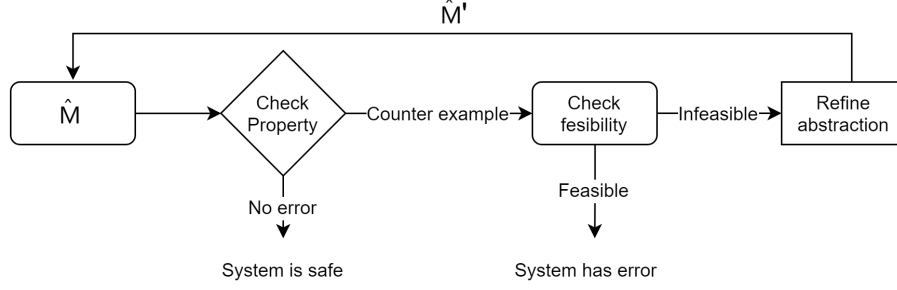 M̂'
M̂
Check
Property
Counter example
Check
fesibility
Infeasible
Refine
abstraction
No error
Feasible
System is safe
System has error